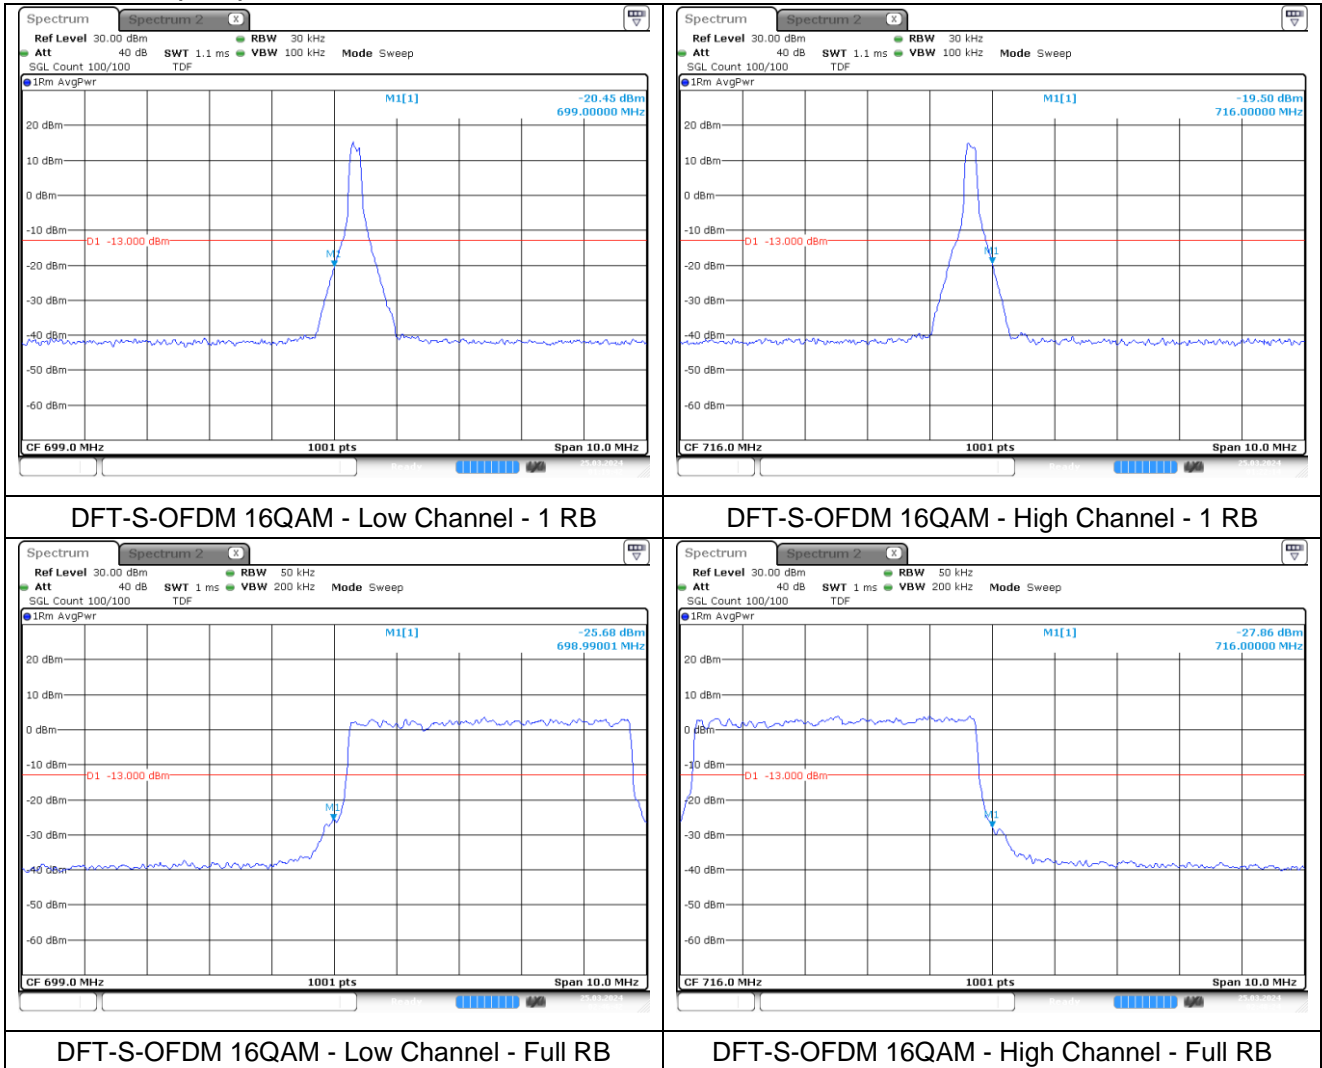 Spectrum Spectrum 2 X
Ref Level 30.00 dBm RBW 30 kHz
Att 40 dB SWT 1.1 ms VBW 100 kHz Mode Sweep
SGL Count 100/100 TDF
1Rm AvgPwr
M1[1] -20.45 dBm
699.00000 MHz
20 dBm
10 dBm
0 dBm
-10 dBm
D1 -13.000 dBm
M1
-20 dBm
-30 dBm
-40 dBm
-50 dBm
-60 dBm
CF 699.0 MHz 1001 pts Span 10.0 MHz
Ready 25.03.2024
DFT-S-OFDM 16QAM - Low Channel - 1 RB
Spectrum Spectrum 2 X
Ref Level 30.00 dBm RBW 30 kHz
Att 40 dB SWT 1.1 ms VBW 100 kHz Mode Sweep
SGL Count 100/100 TDF
1Rm AvgPwr
M1[1] -19.50 dBm
716.00000 MHz
20 dBm
10 dBm
0 dBm
-10 dBm
D1 -13.000 dBm
M1
-20 dBm
-30 dBm
-40 dBm
-50 dBm
-60 dBm
CF 716.0 MHz 1001 pts Span 10.0 MHz
Ready 25.03.2024
DFT-S-OFDM 16QAM - High Channel - 1 RB
Spectrum Spectrum 2 X
Ref Level 30.00 dBm RBW 50 kHz
Att 40 dB SWT 1 ms VBW 200 kHz Mode Sweep
SGL Count 100/100 TDF
1Rm AvgPwr
M1[1] -25.68 dBm
698.99001 MHz
20 dBm
10 dBm
0 dBm
-10 dBm
D1 -13.000 dBm
-20 dBm
M1
-30 dBm
-40 dBm
-50 dBm
-60 dBm
CF 699.0 MHz 1001 pts Span 10.0 MHz
Ready 25.03.2024
DFT-S-OFDM 16QAM - Low Channel - Full RB
Spectrum Spectrum 2 X
Ref Level 30.00 dBm RBW 50 kHz
Att 40 dB SWT 1 ms VBW 200 kHz Mode Sweep
SGL Count 100/100 TDF
1Rm AvgPwr
M1[1] -27.86 dBm
716.00000 MHz
20 dBm
10 dBm
0 dBm
-10 dBm
D1 -13.000 dBm
-20 dBm
M1
-30 dBm
-40 dBm
-50 dBm
-60 dBm
CF 716.0 MHz 1001 pts Span 10.0 MHz
Ready 25.03.2024
DFT-S-OFDM 16QAM - High Channel - Full RB